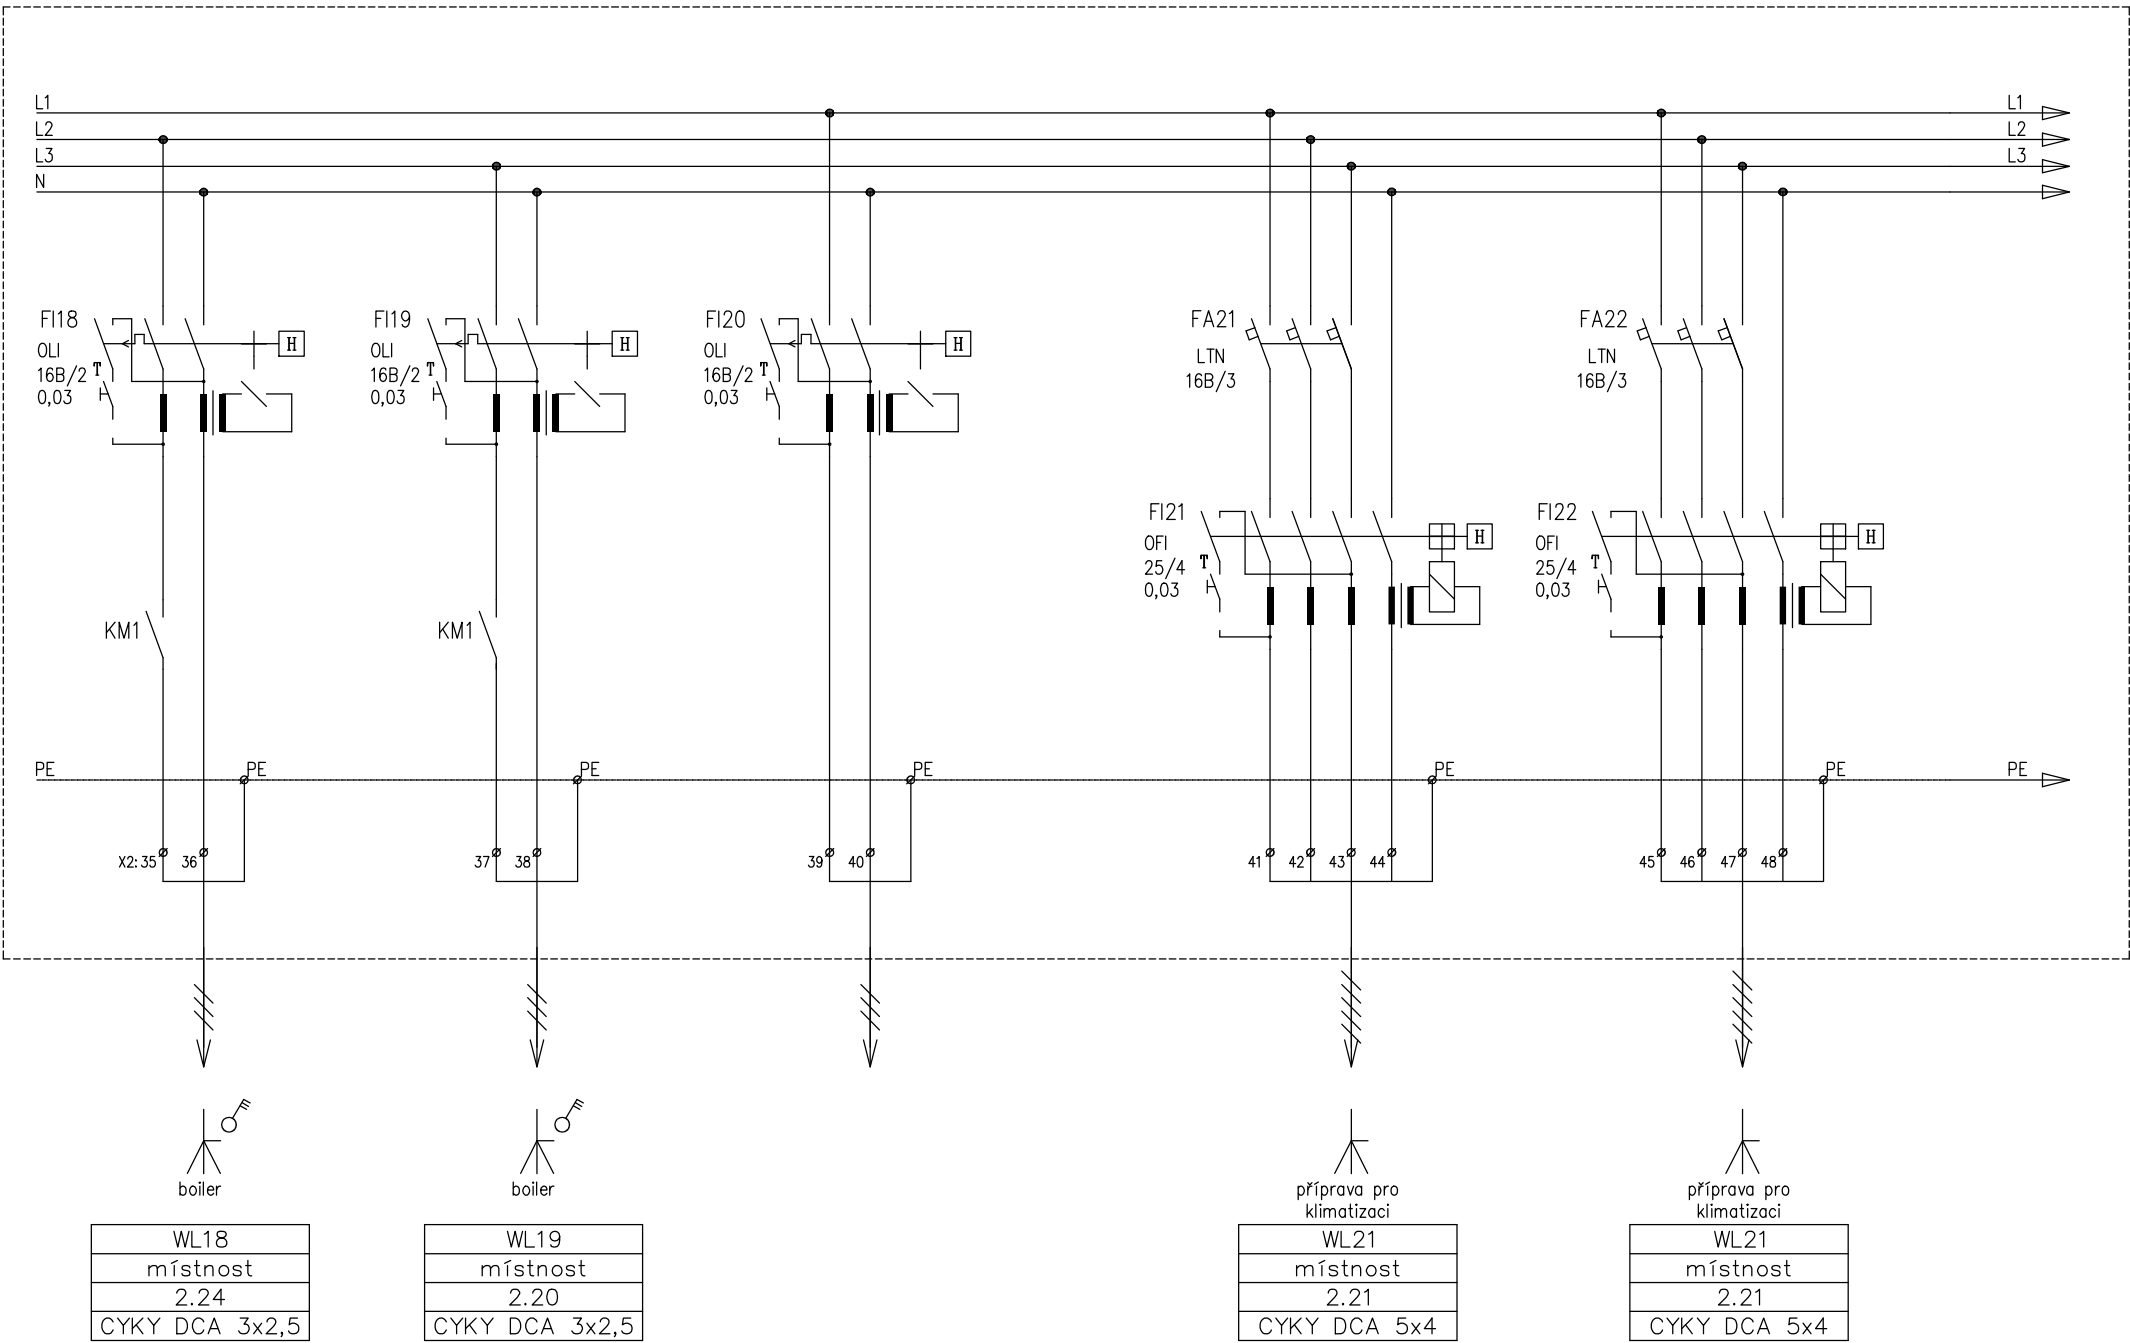 L1 L1
L2 L2
L3 L3
N
FI18 FI19 FI20 FA21 FA22
OLI OLI OLI LTN LTN
16B/2 T 16B/2 T 16B/2 T 16B/3 16B/3
0,03 0,03 0,03
H H H
FI21 FI22
OFI OFI
25/4 T 25/4 T
0,03 0,03
H H
KM1 KM1
PE PE PE PE PE PE PE
X2: 35 36 37 38 39 40 41 42 43 44 45 46 47 48
boiler
WL18
místnost
2.24
CYKY DCA 3x2,5
boiler
WL19
místnost
2.20
CYKY DCA 3x2,5
příprava pro
klimatizaci
WL21
místnost
2.21
CYKY DCA 5x4
příprava pro
klimatizaci
WL21
místnost
2.21
CYKY DCA 5x4